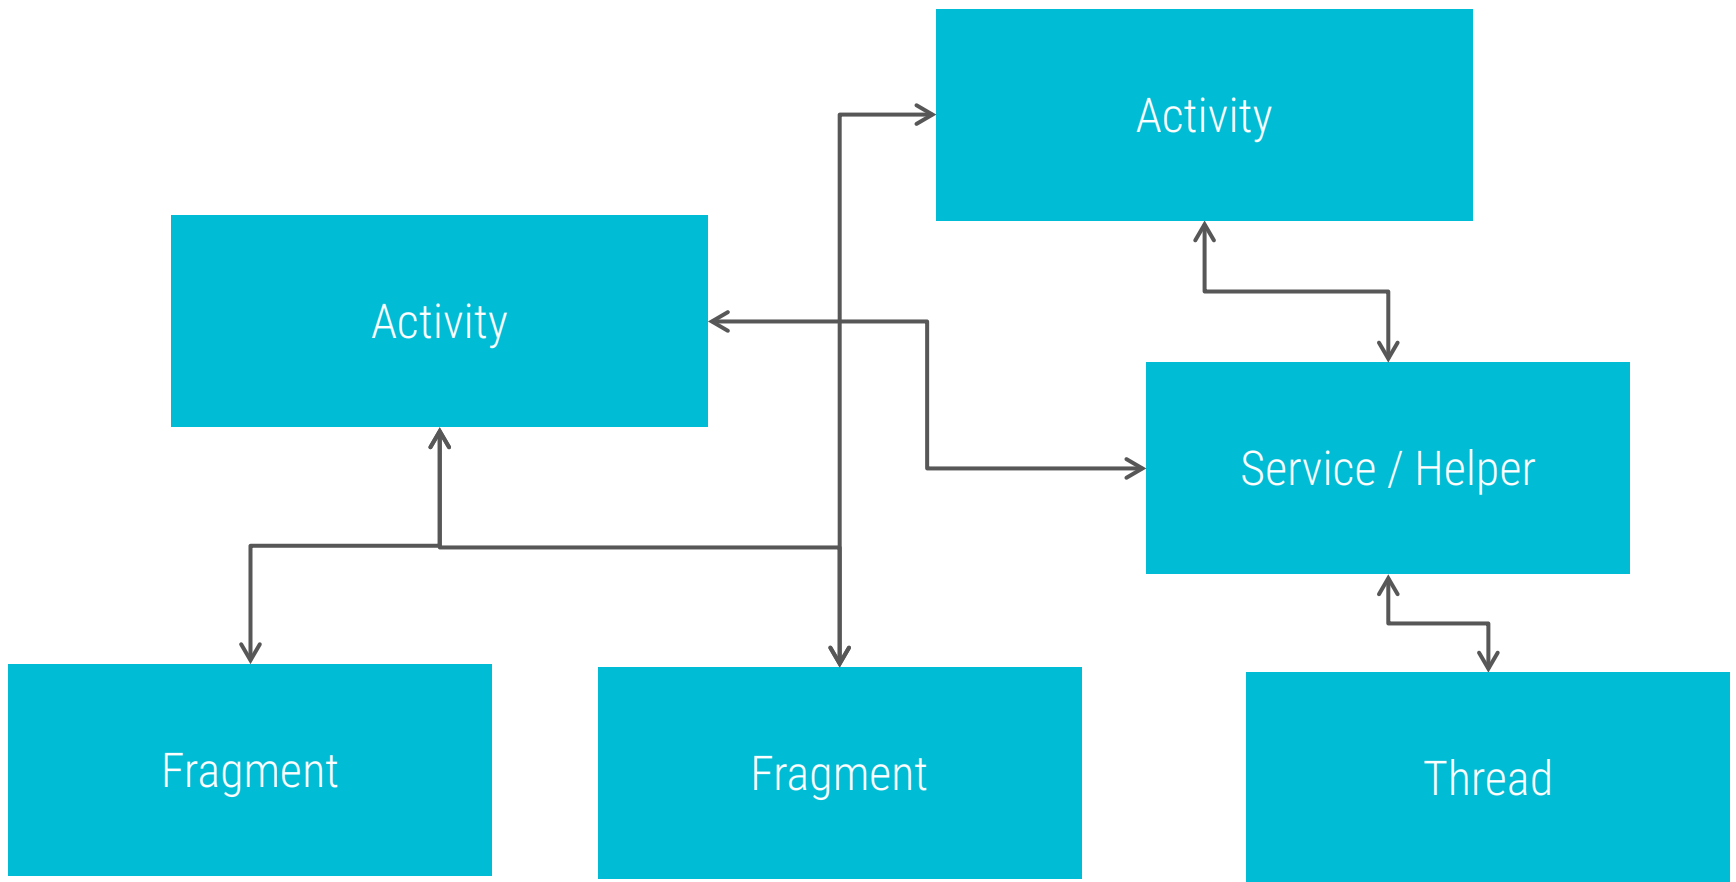 Activity
Activity
Service / Helper
Fragment
Fragment
Thread